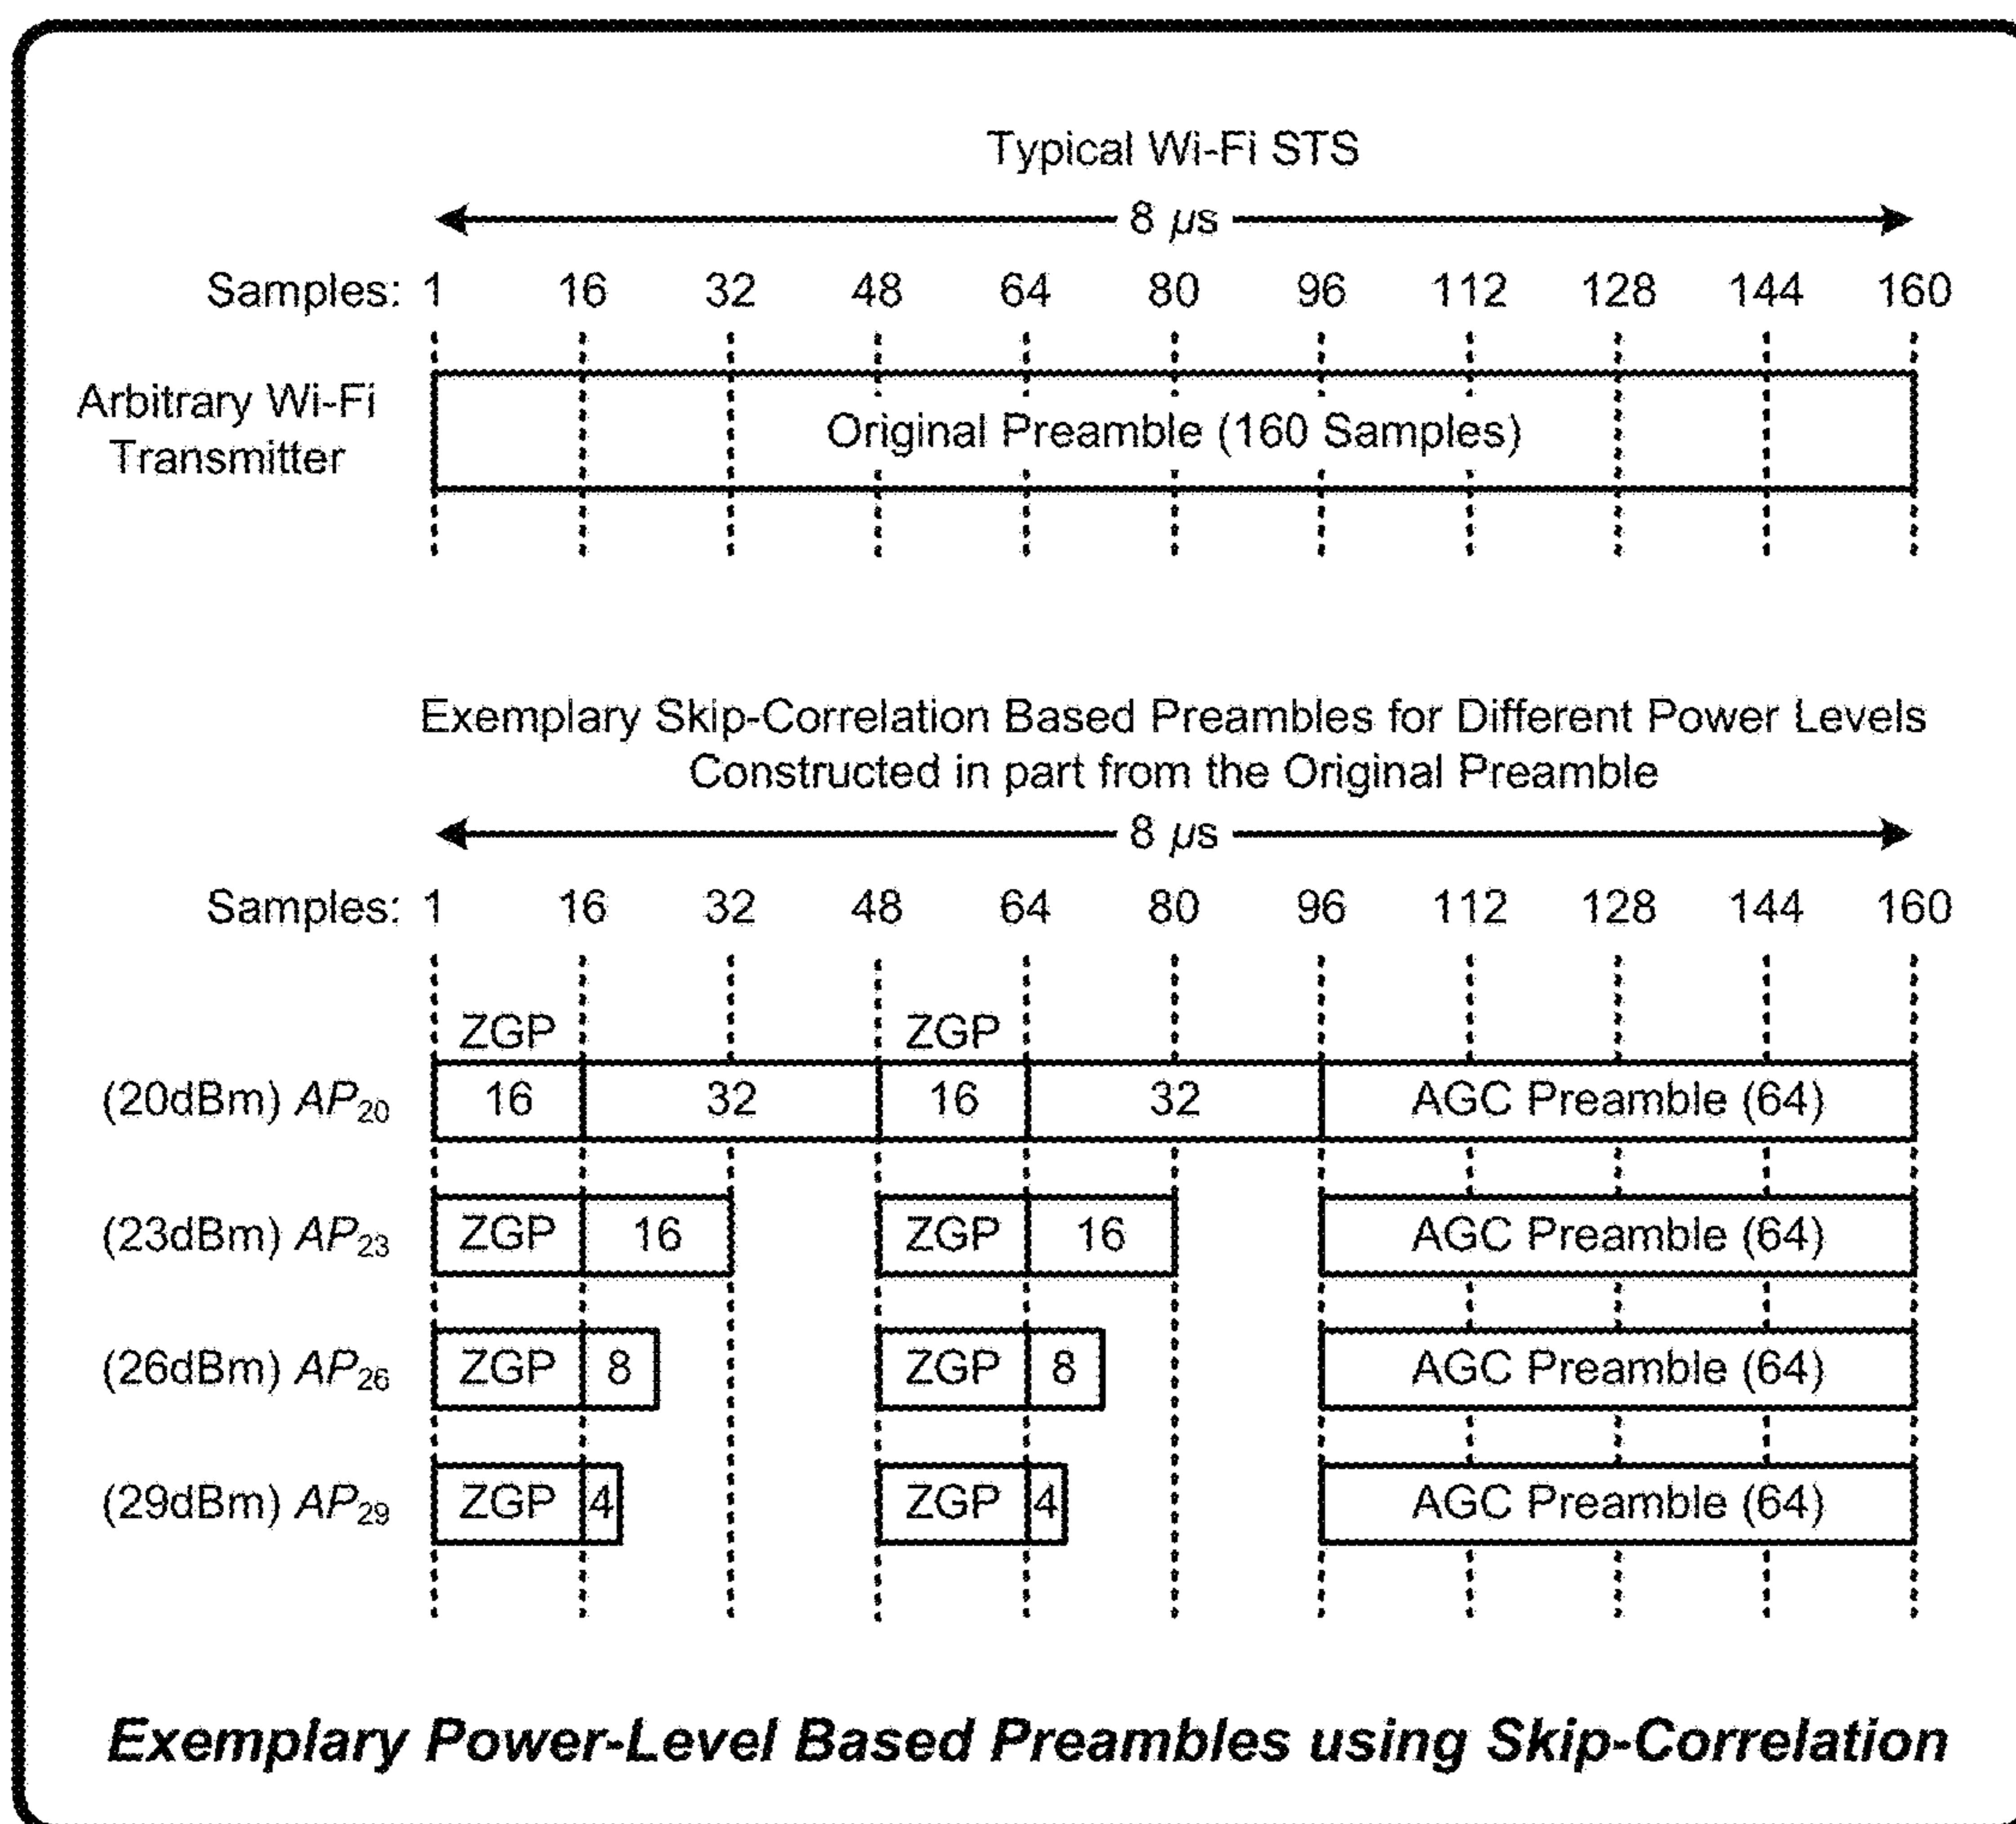 Typical Wi-Fi STS
8 µs
Samples: 1 16 32 48 64 80 96 112 128 144 160
Arbitrary Wi-Fi
Transmitter
Original Preamble (160 Samples)
Exemplary Skip-Correlation Based Preambles for Different Power Levels
Constructed in part from the Original Preamble
8 µs
Samples: 1 16 32 48 64 80 96 112 128 144 160
ZGP ZGP
(20dBm) AP20 16 32 16 32 AGC Preamble (64)
(23dBm) AP23 ZGP 16 ZGP 16 AGC Preamble (64)
(26dBm) AP26 ZGP 8 ZGP 8 AGC Preamble (64)
(29dBm) AP29 ZGP 4 ZGP 4 AGC Preamble (64)
Exemplary Power-Level Based Preambles using Skip-Correlation